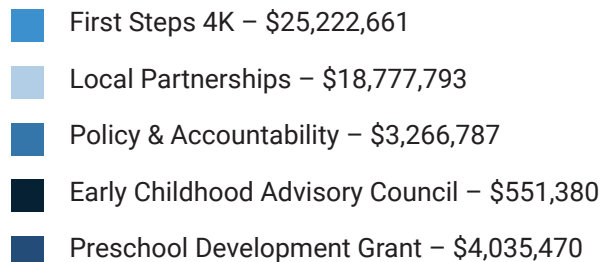 First Steps 4K – $25,222,661
Local Partnerships – $18,777,793
Policy & Accountability – $3,266,787
Early Childhood Advisory Council – $551,380
Preschool Development Grant – $4,035,470